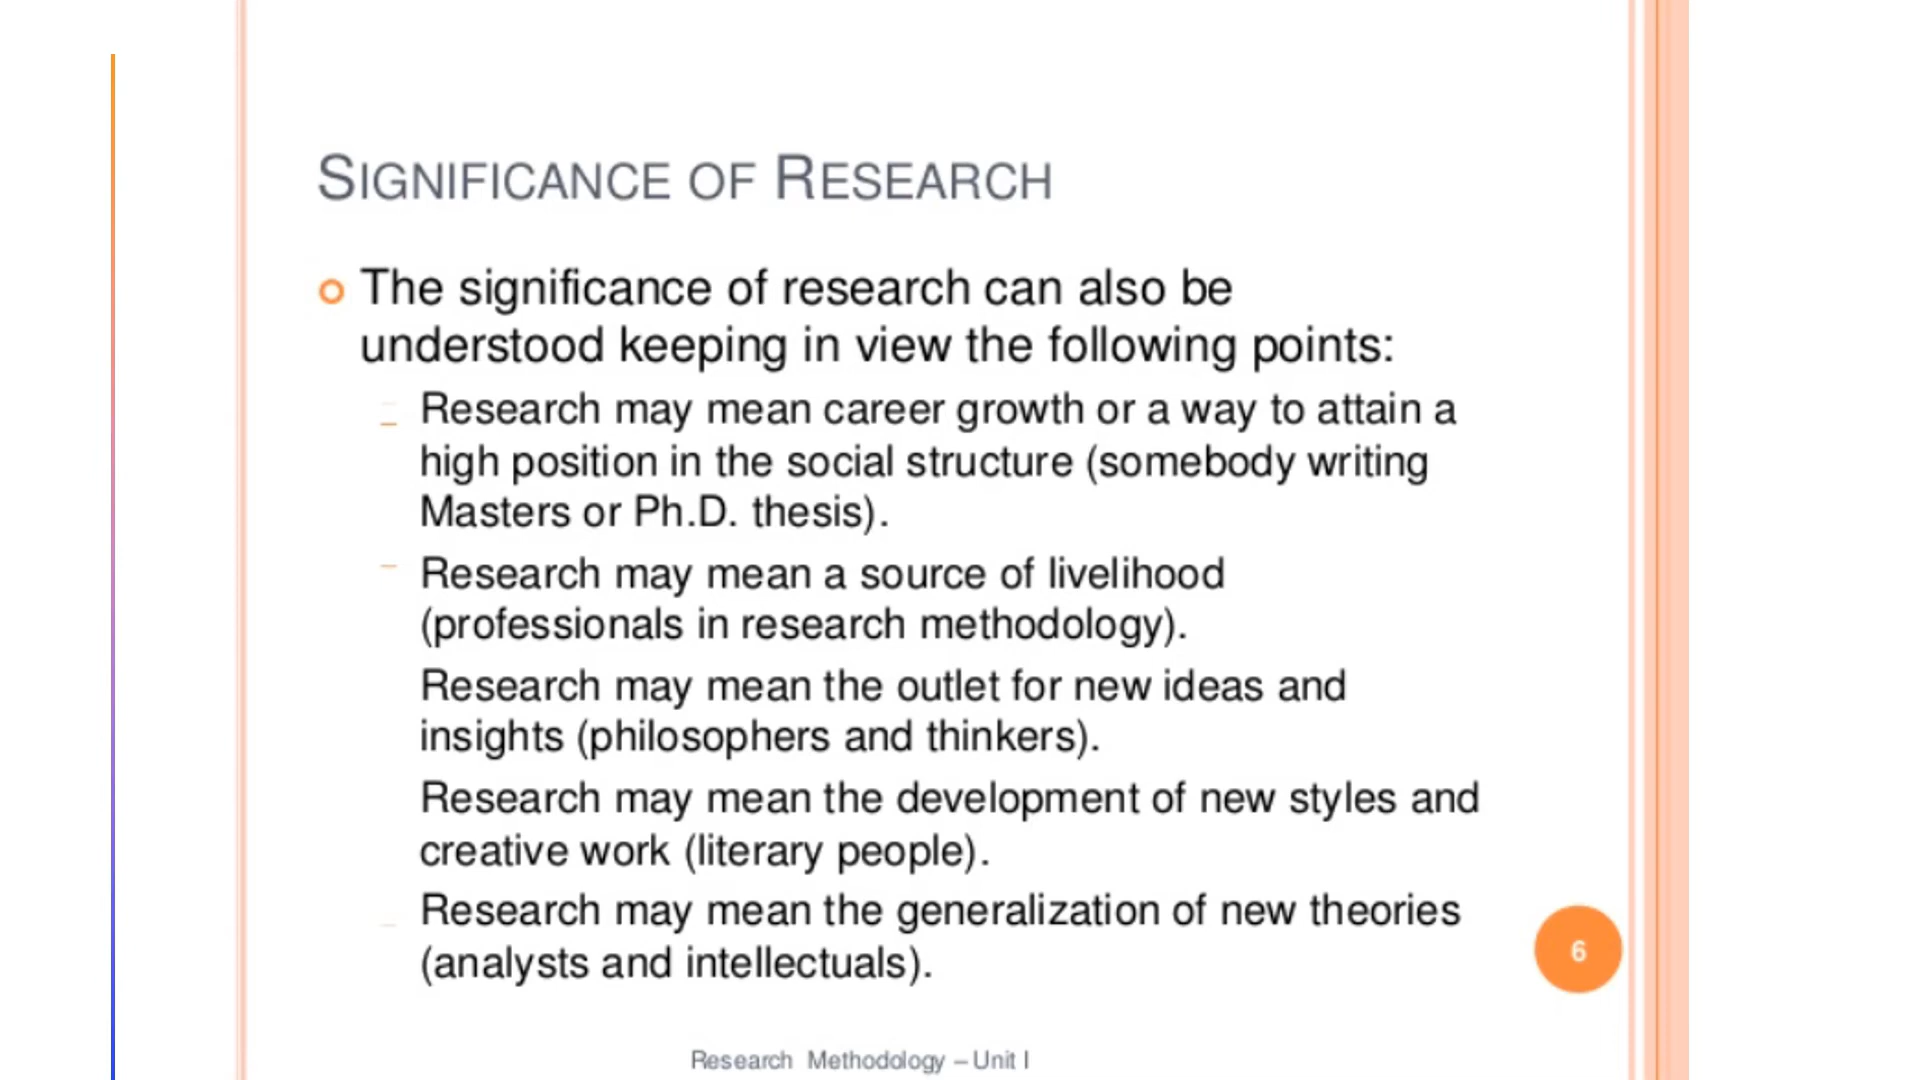 SIGNIFICANCE OF RESEARCH
The significance of research can also be
understood keeping in view the following points:
Research may mean career growth or a way to attain a
high position in the social structure (somebody writing
Masters or Ph.D. thesis).
Research may mean a source of livelihood
(professionals in research methodology).
Research may mean the outlet for new ideas and
insights (philosophers and thinkers).
Research may mean the development of new styles and
creative work (literary people).
Research may mean the generalization of new theories
(analysts and intellectuals).
6
Research Methodology – Unit I